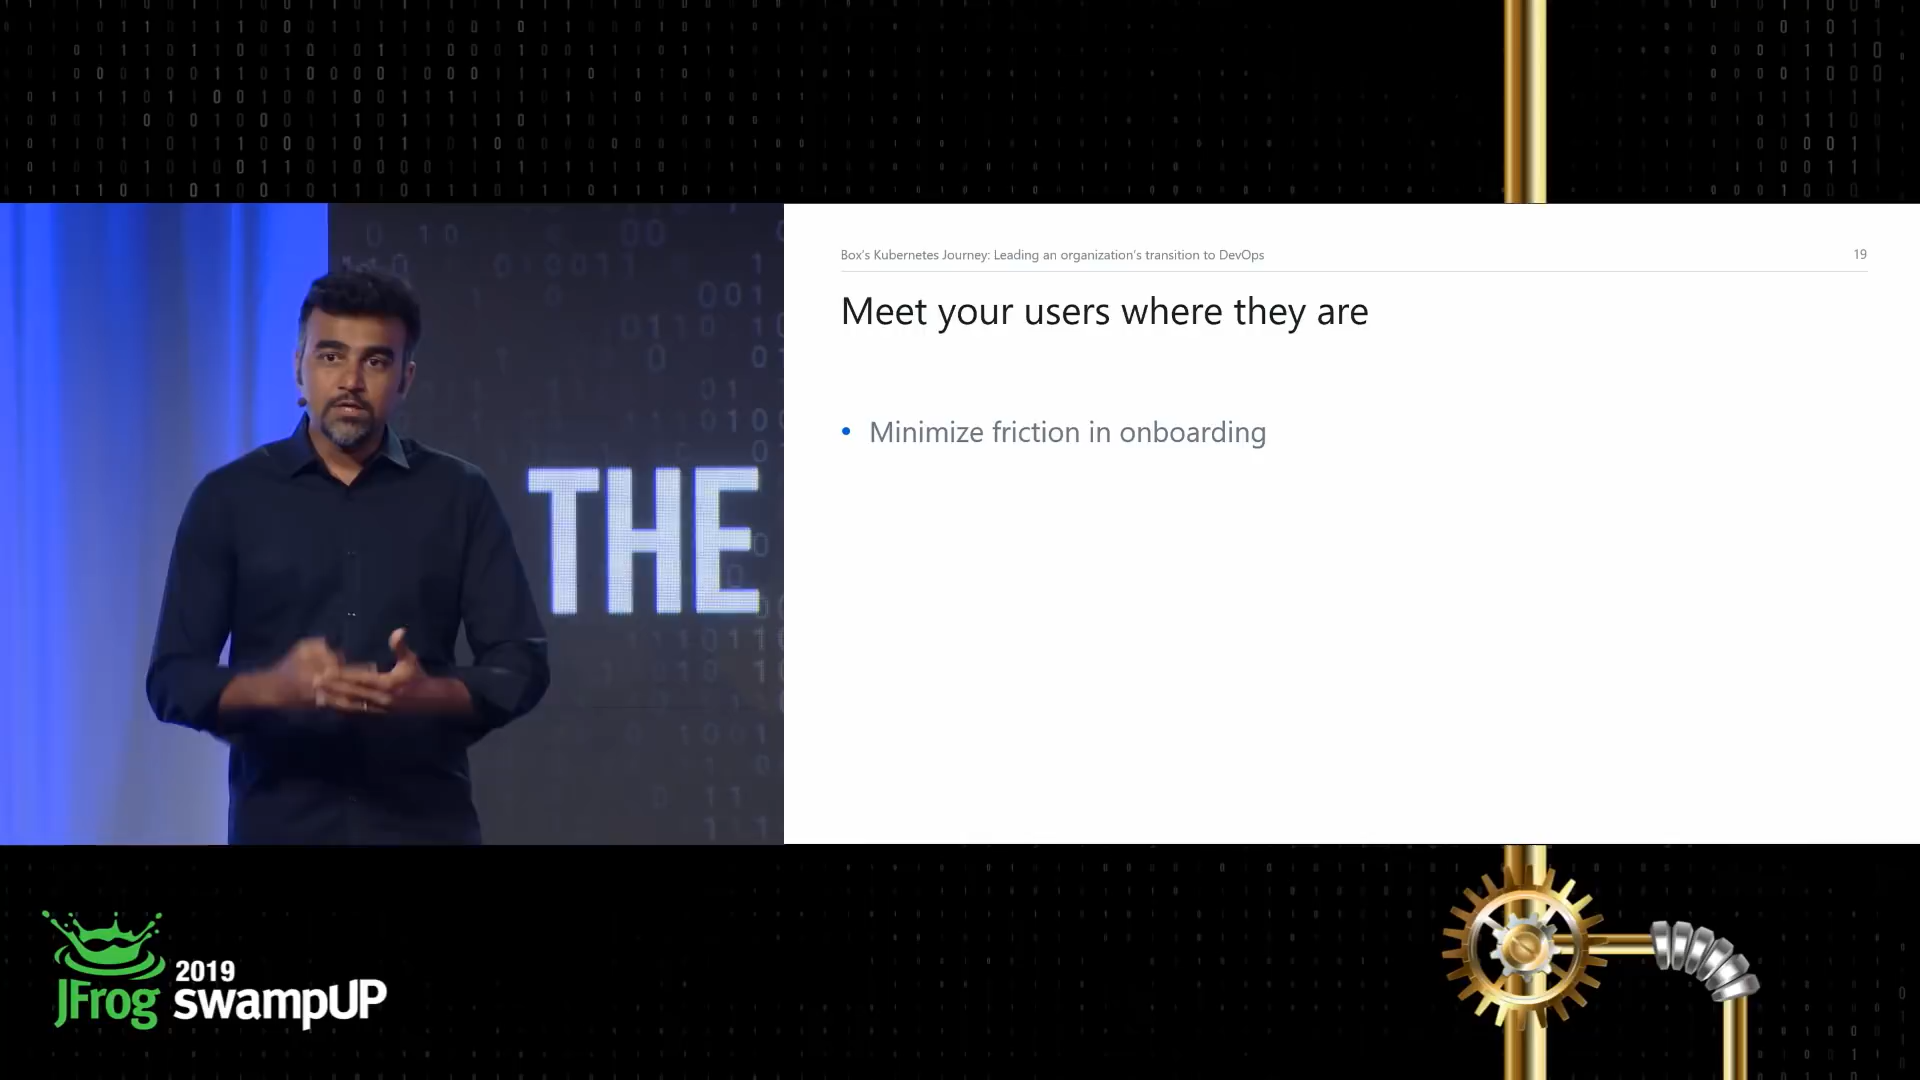 Box's Kubernetes Journey: Leading an organization's transition to DevOps
19
Meet your users where they are
• Minimize friction in onboarding
THE
JFrog
2019
swampUP